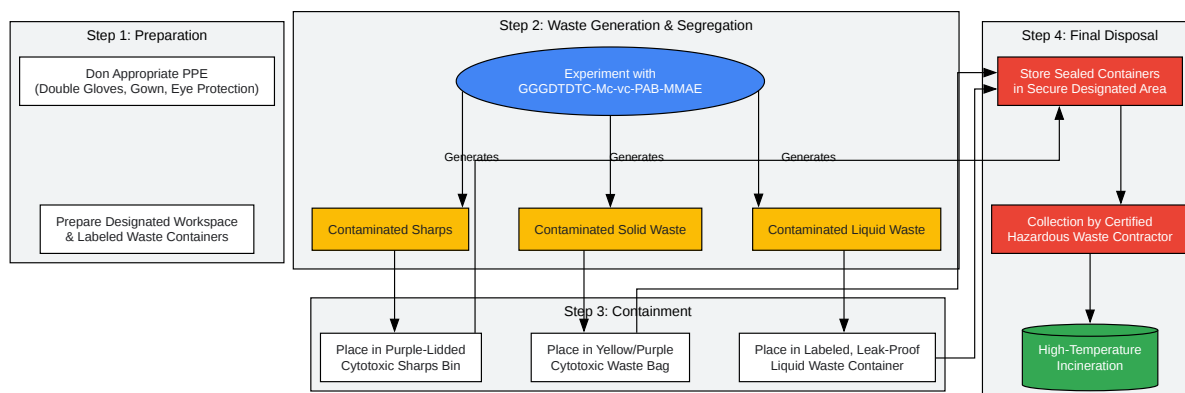 Step 1: Preparation
Don Appropriate PPE
(Double Gloves, Gown, Eye Protection)
Prepare Designated Workspace
& Labeled Waste Containers
Step 2: Waste Generation & Segregation
Experiment with
GGGDTDTC-Mc-vc-PAB-MMAE
Generates
Generates
Generates
Contaminated Sharps
Contaminated Solid Waste
Contaminated Liquid Waste
Step 3: Containment
Place in Purple-Lidded
Cytotoxic Sharps Bin
Place in Yellow/Purple
Cytotoxic Waste Bag
Place in Labeled, Leak-Proof
Liquid Waste Container
Step 4: Final Disposal
Store Sealed Containers
in Secure Designated Area
Collection by Certified
Hazardous Waste Contractor
High-Temperature
Incineration